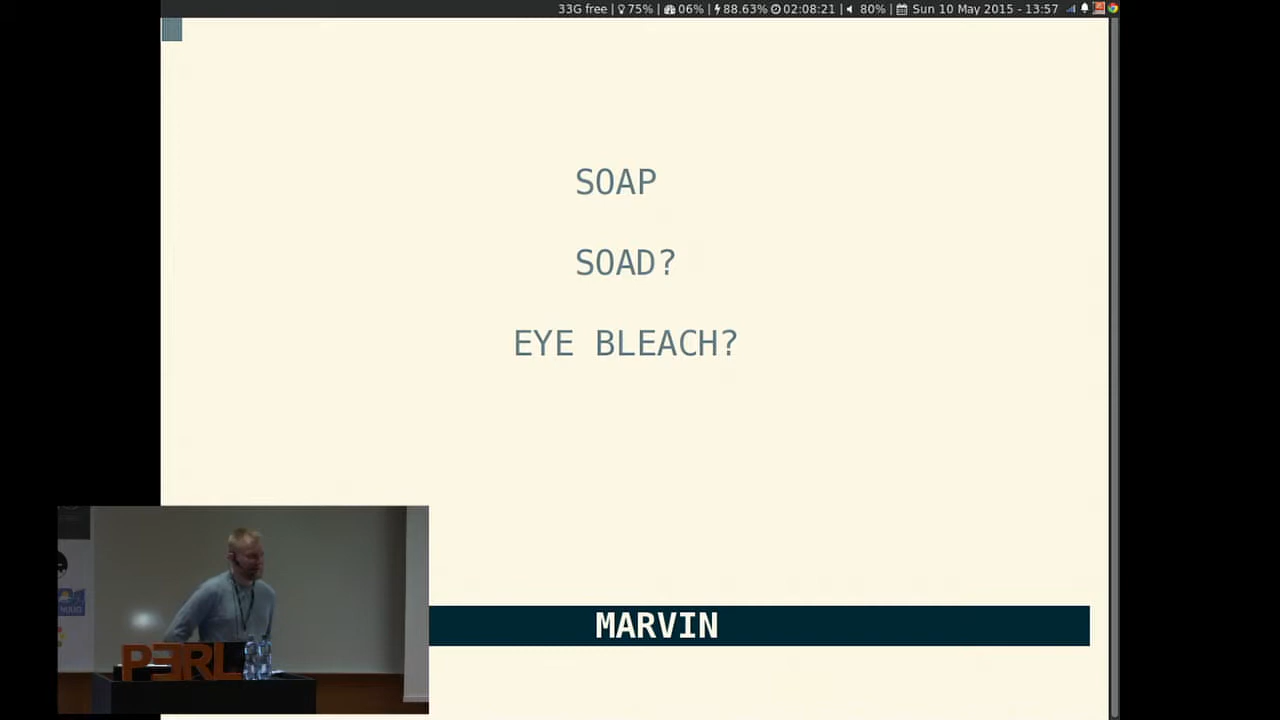 33G free | 75% | 06% | 88.63% 02:08:21 | 80% | Sun 10 May 2015 - 13:57
SOAP
SOAD?
EYE BLEACH?
MARVIN
PERL